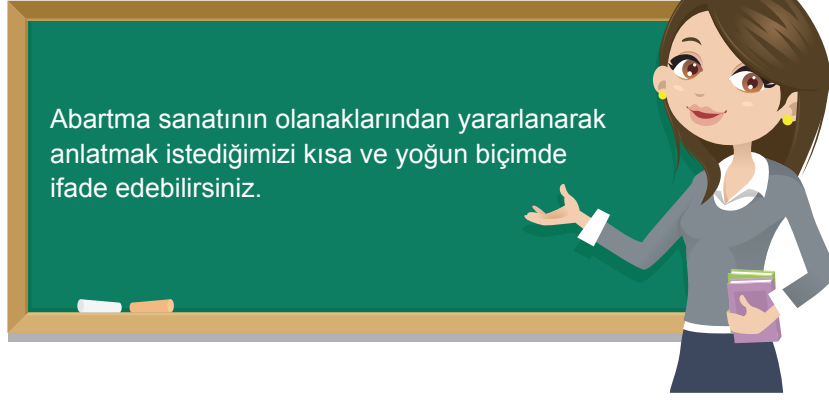 Abartma sanatının olanaklarından yararlanarak
anlatmak istediğimizi kısa ve yoğun biçimde
ifade edebilirsiniz.